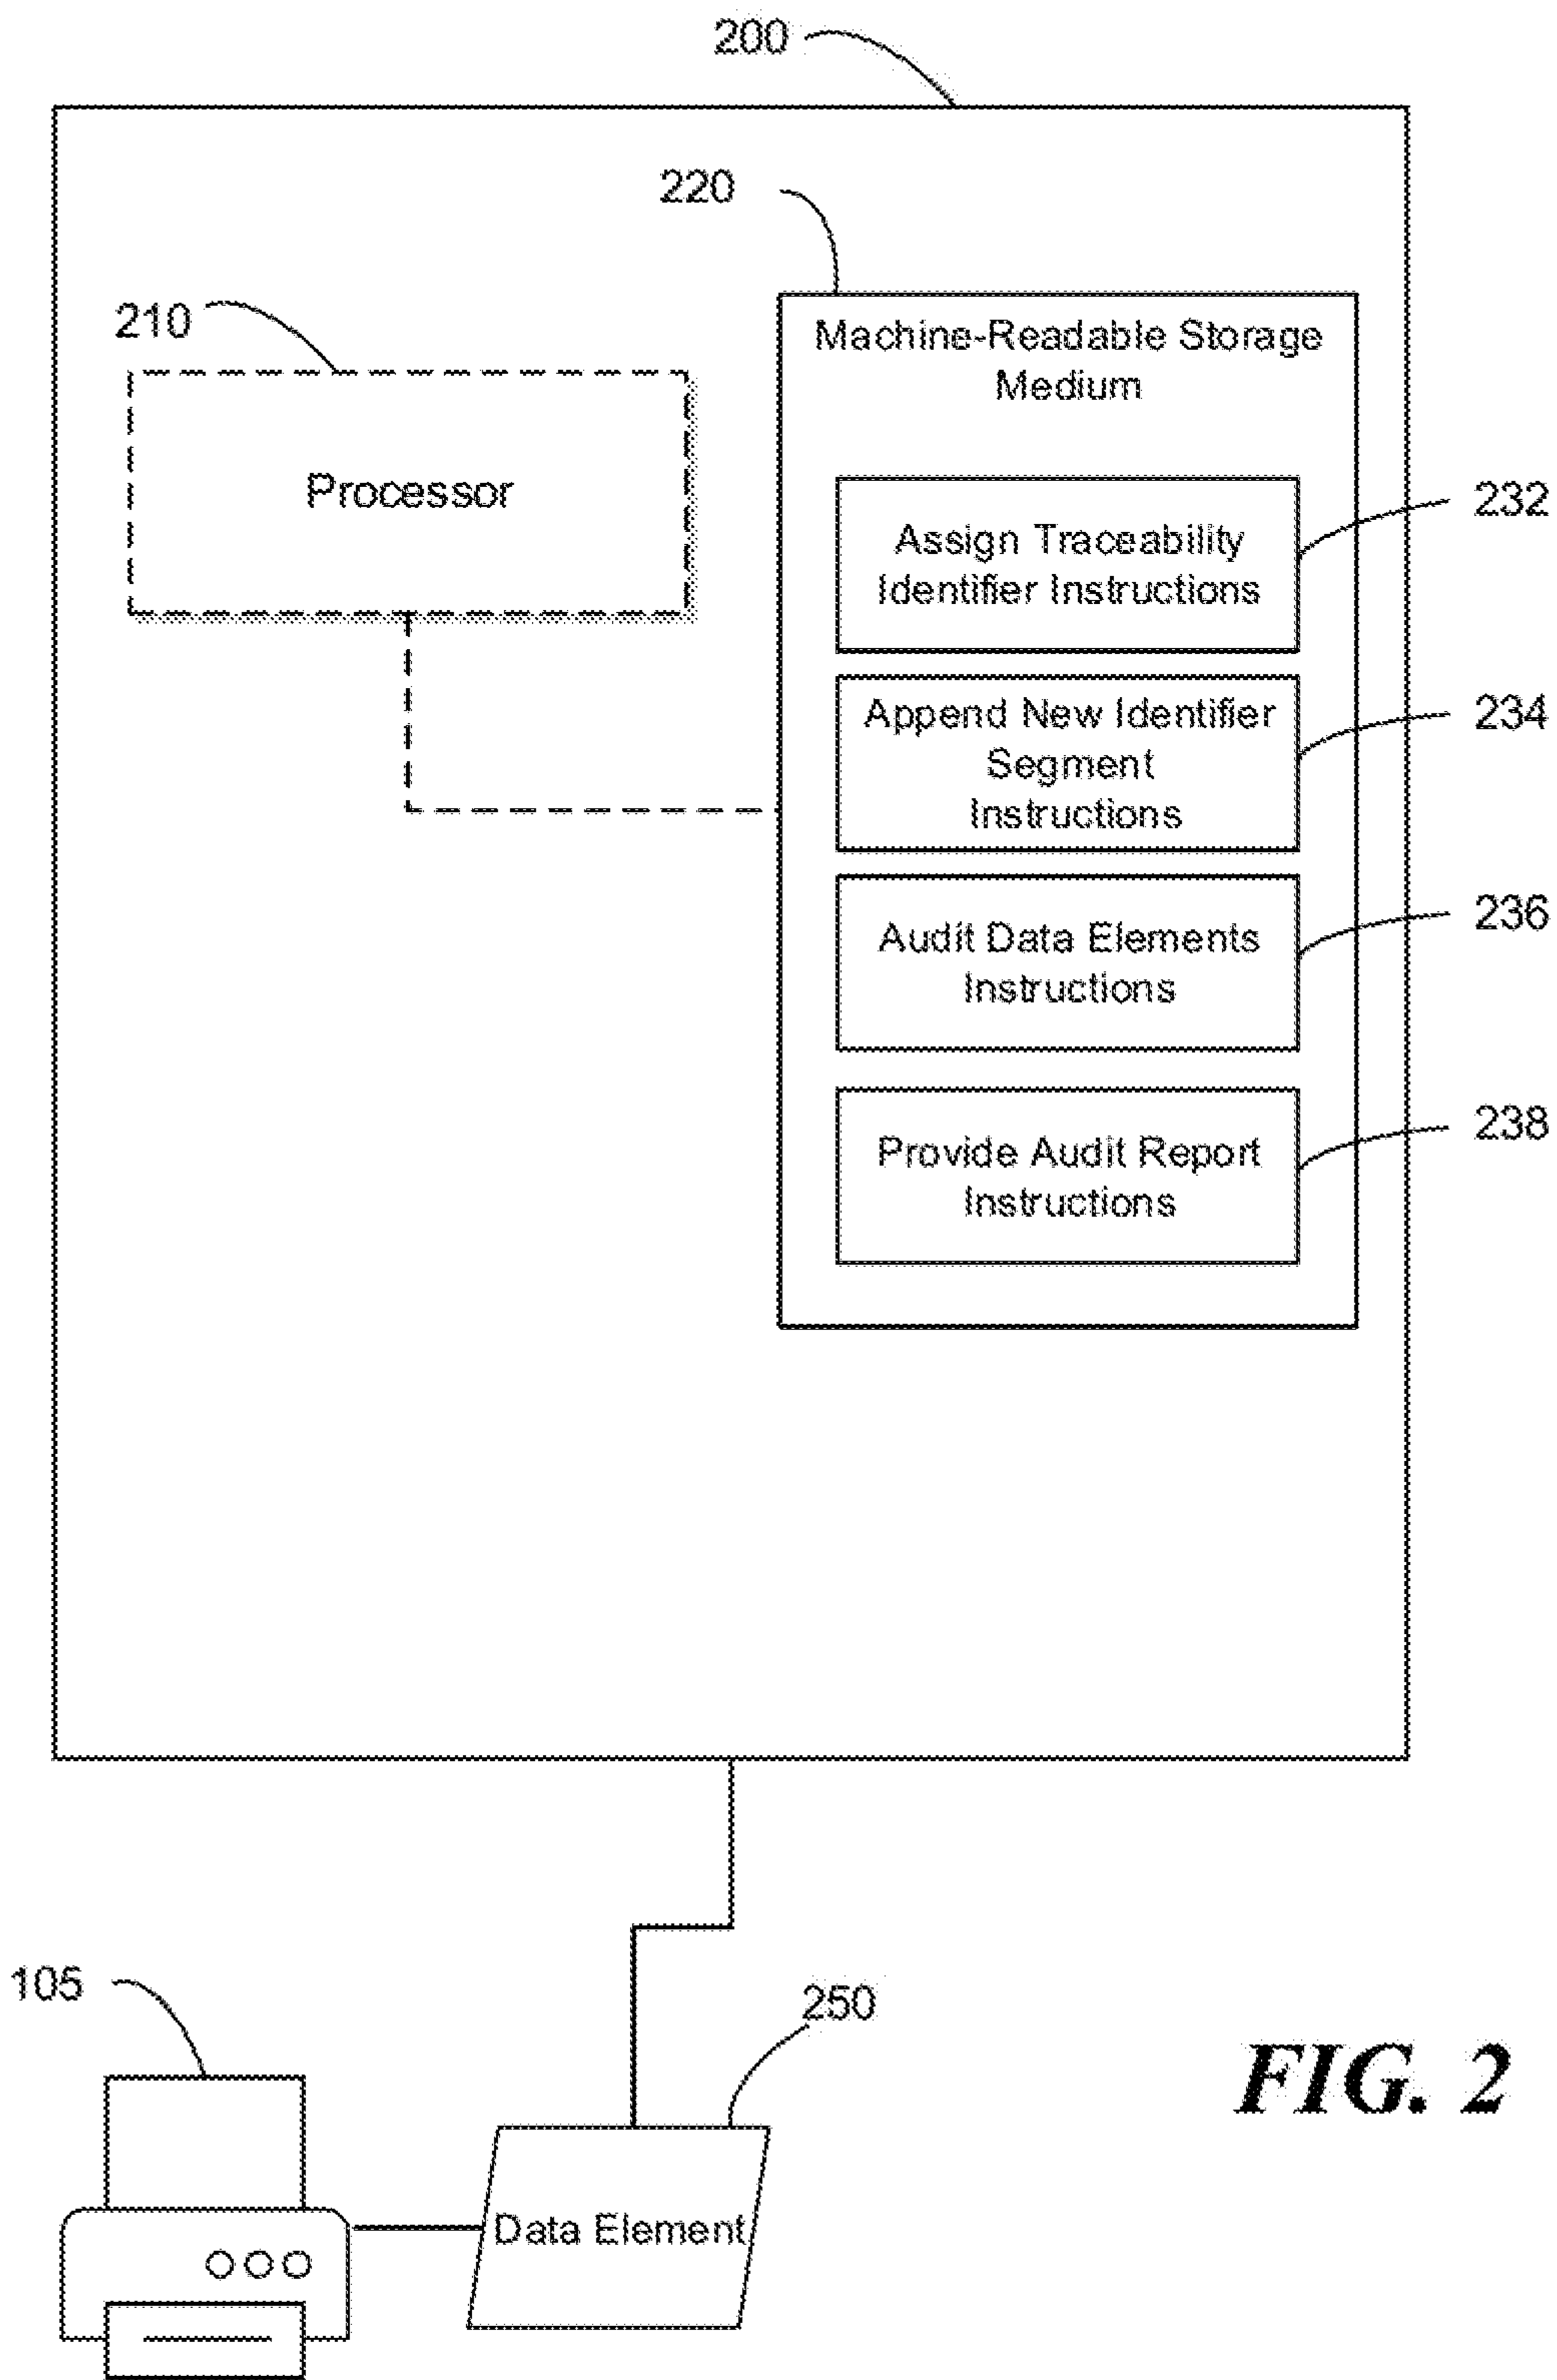 200
220
210
Machine-Readable Storage
Medium
Processor
232
Assign Traceability
Identifier Instructions
234
Append New Identifier
Segment
Instructions
236
Audit Data Elements
Instructions
238
Provide Audit Report
Instructions
105
250
FIG. 2
Data Element